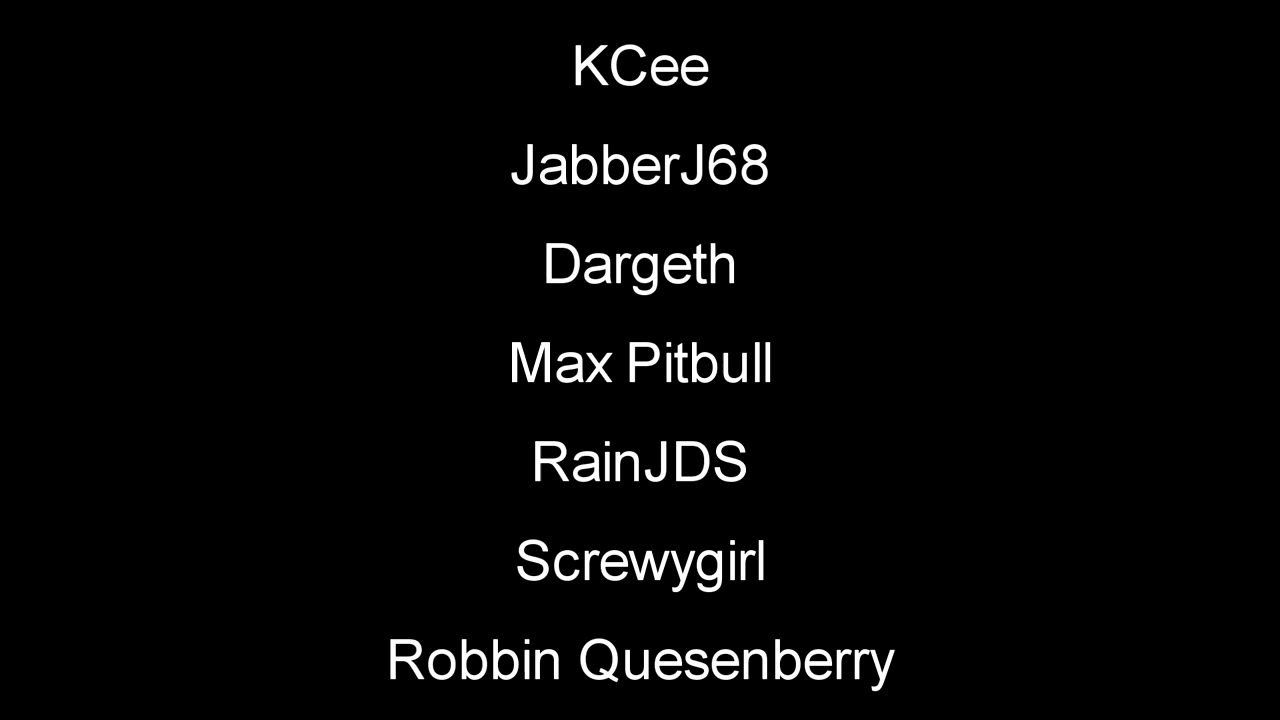 KCee
JabberJ68
Dargeth
Max Pitbull
RainJDS
Screwygirl
Robbin Quesenberry